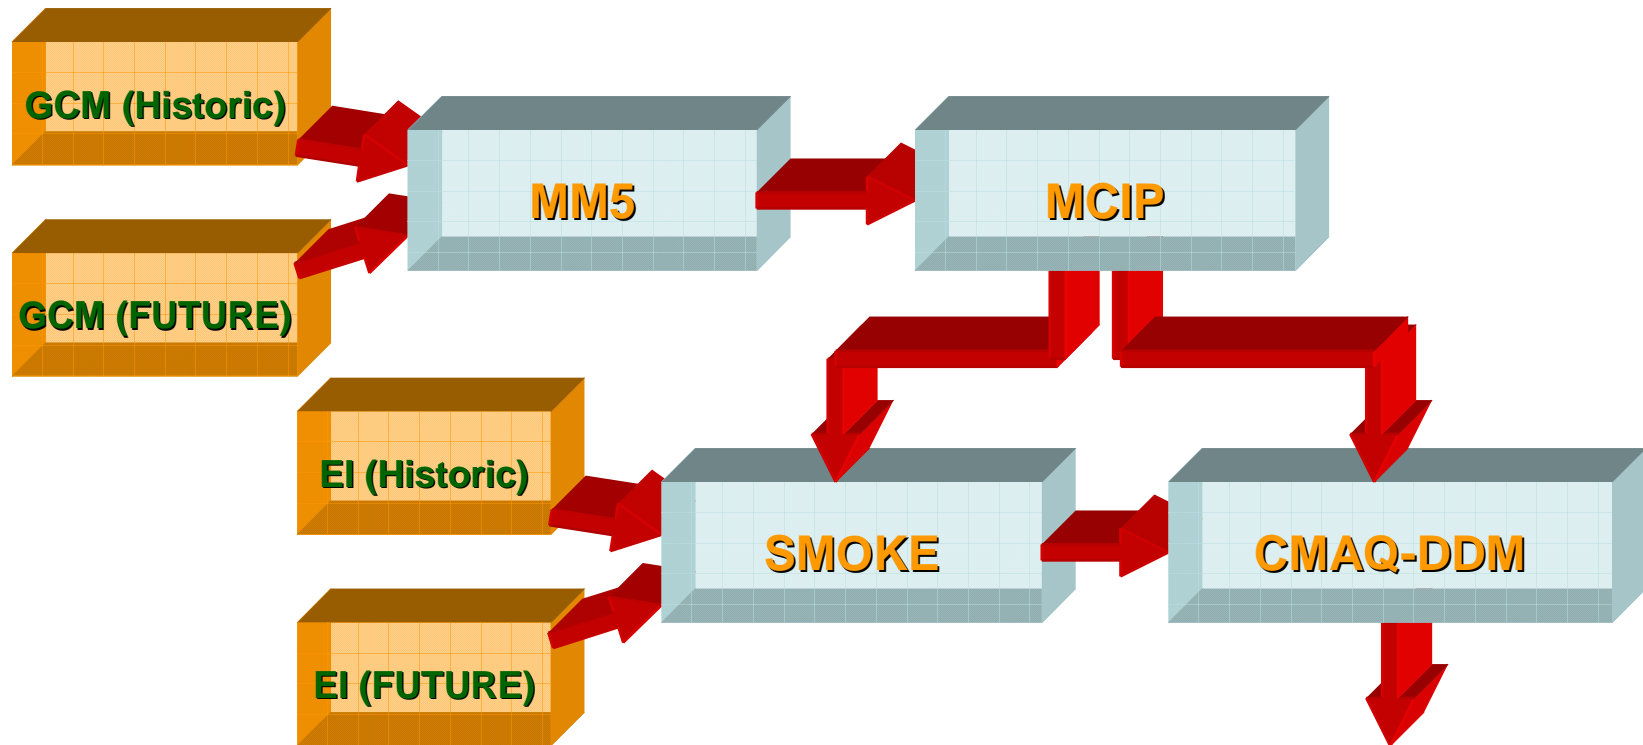 GCM (Historic)
MM5
MCIP
GCM (FUTURE)
EI (Historic)
SMOKE
CMAQ-DDM
EI (FUTURE)